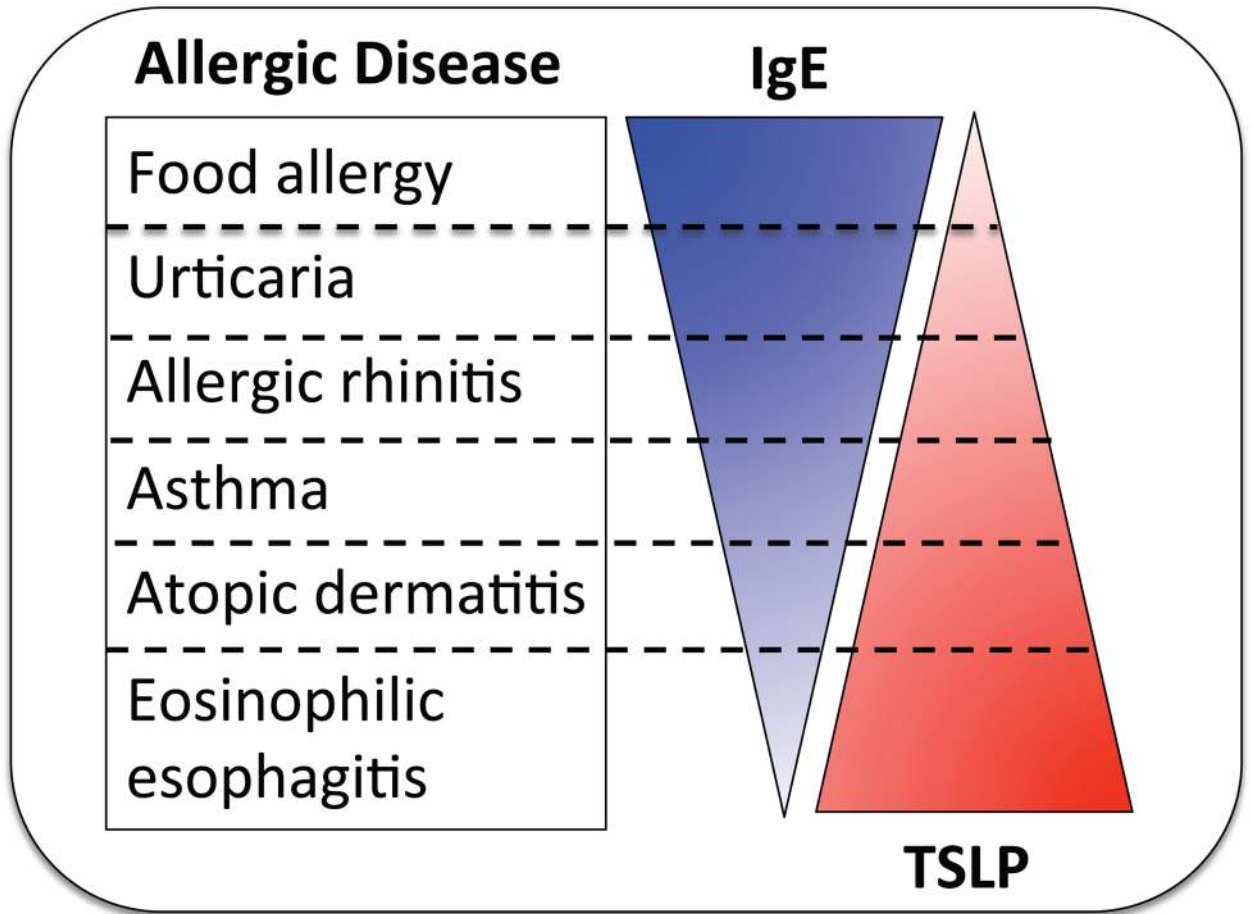 Allergic Disease
IgE
Food allergy
Urticaria
Allergic rhinitis
Asthma
Atopic dermatitis
Eosinophilic
esophagitis
TSLP